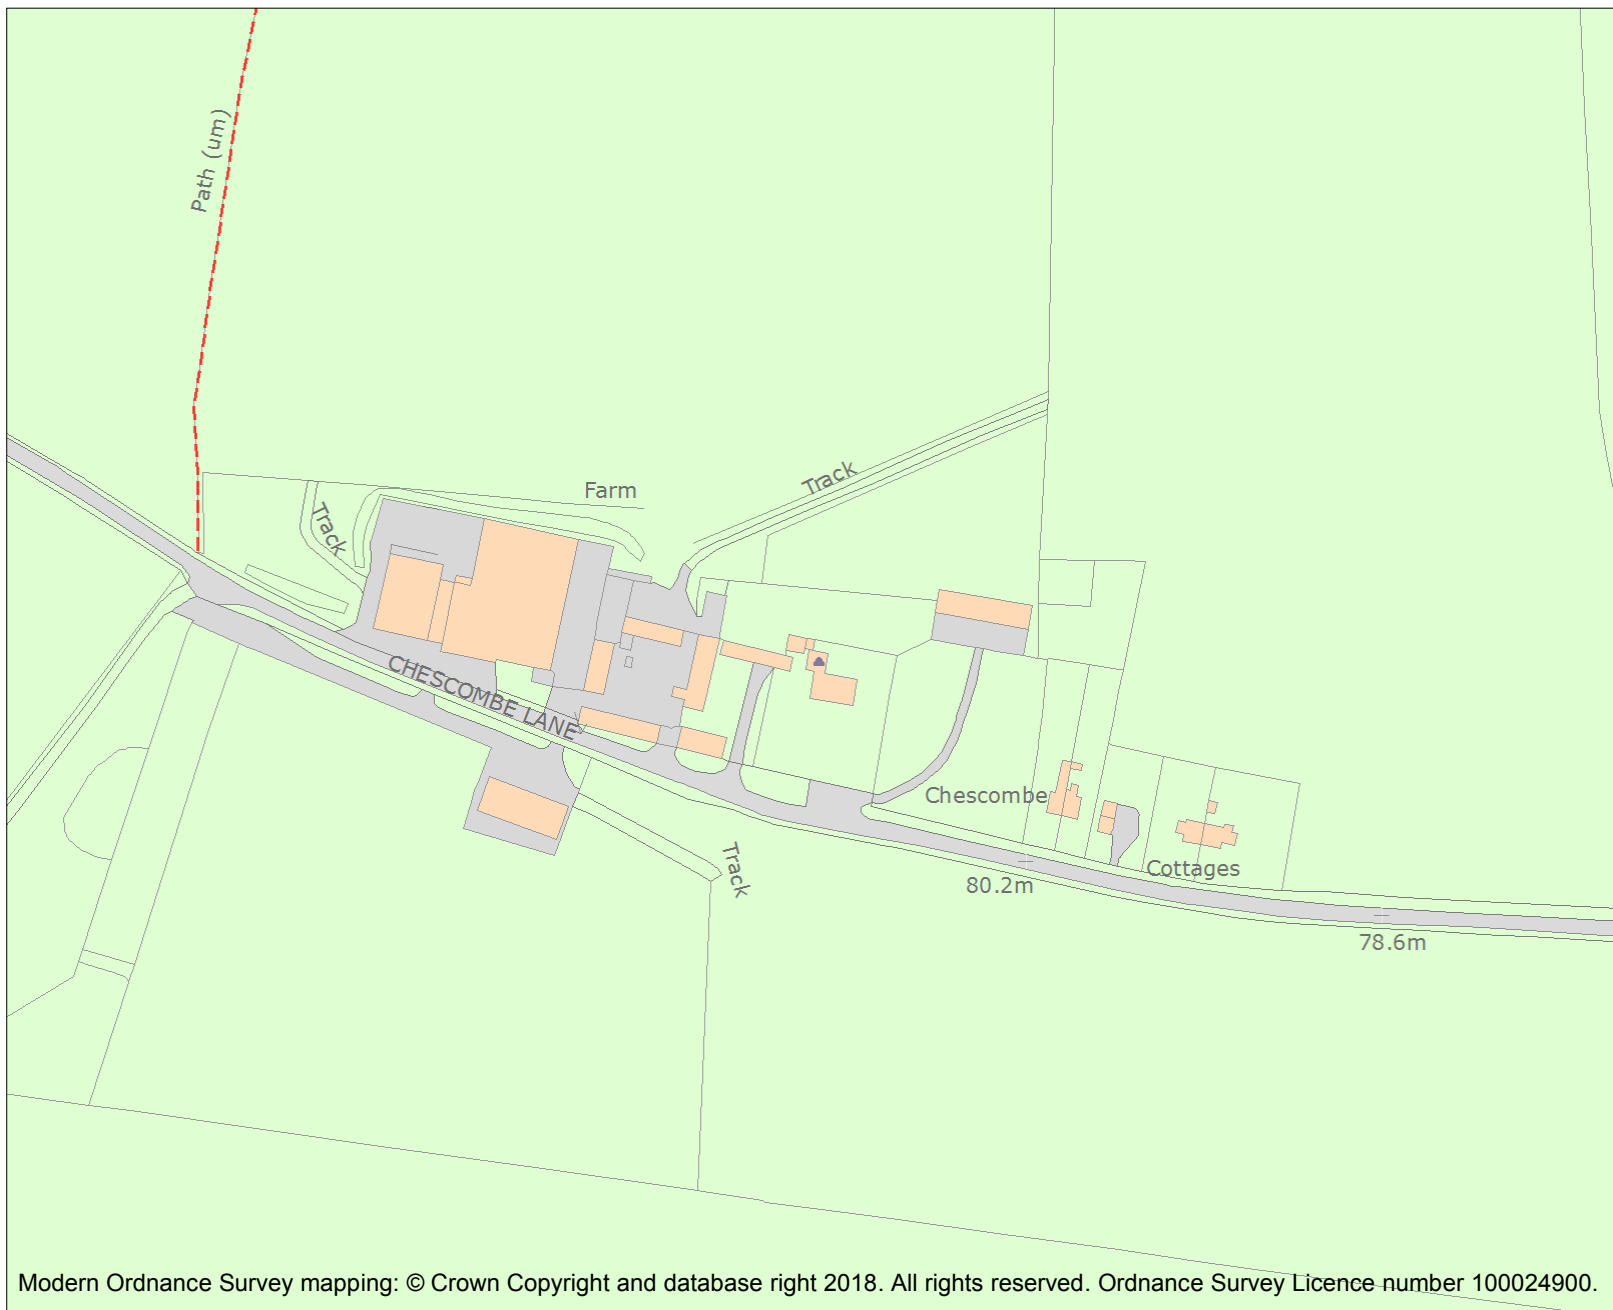 Path (um)
Farm
Track
Track
CHESCOMBE LANE
Chescombe
Track
Cottages
80.2m
78.6m
Modern Ordnance Survey mapping: © Crown Copyright and database right 2018. All rights reserved. Ordnance Survey Licence number 100024900.